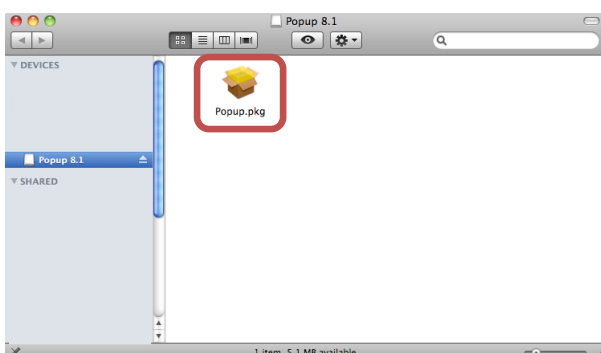 Popup 8.1
DEVICES
Popup 8.1
SHARED
Popup.pkg
1 item, 5.1 MB available